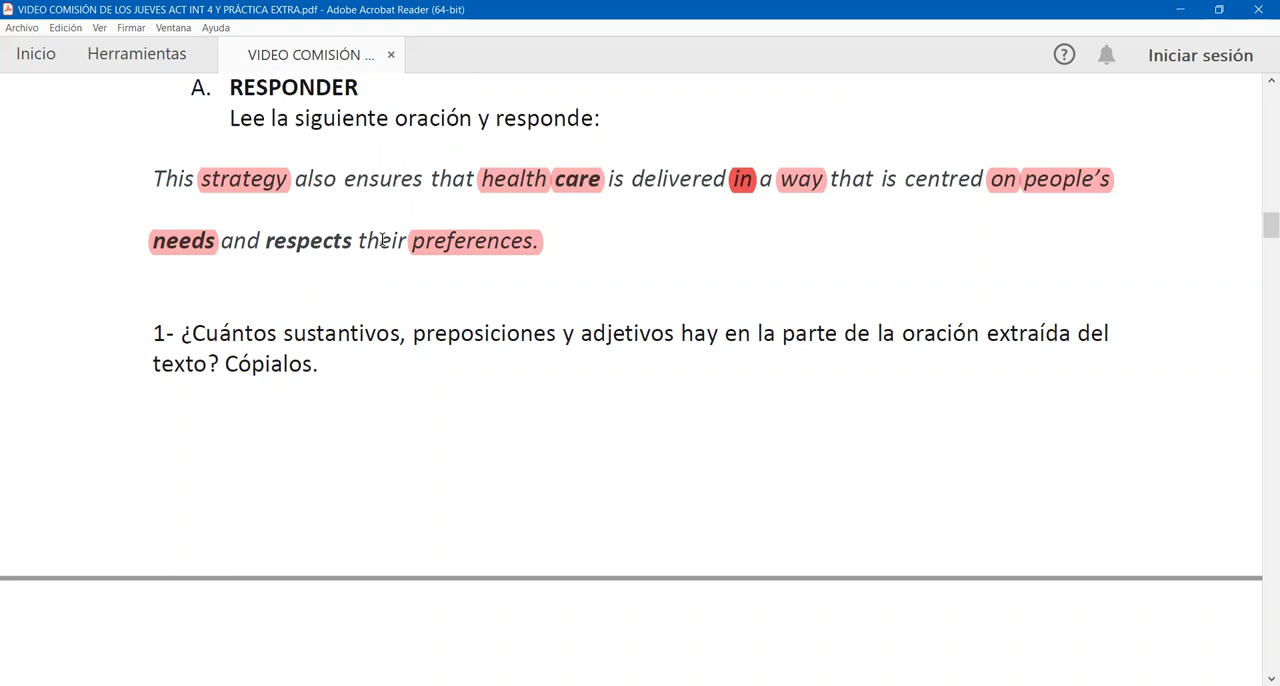 VIDEO COMISIÓN DE LOS JUEVES ACT INT 4 Y PRÁCTICA EXTRA.pdf - Adobe Acrobat Reader (64-bit)
Archivo Edición Ver Firmar Ventana Ayuda
Inicio Herramientas VIDEO COMISIÓN ... × ? Iniciar sesión
A. RESPONDER
Lee la siguiente oración y responde:
This strategy also ensures that health care is delivered in a way that is centred on people’s
needs and respects their preferences.
1- ¿Cuántos sustantivos, preposiciones y adjetivos hay en la parte de la oración extraída del
texto? Cópialos.